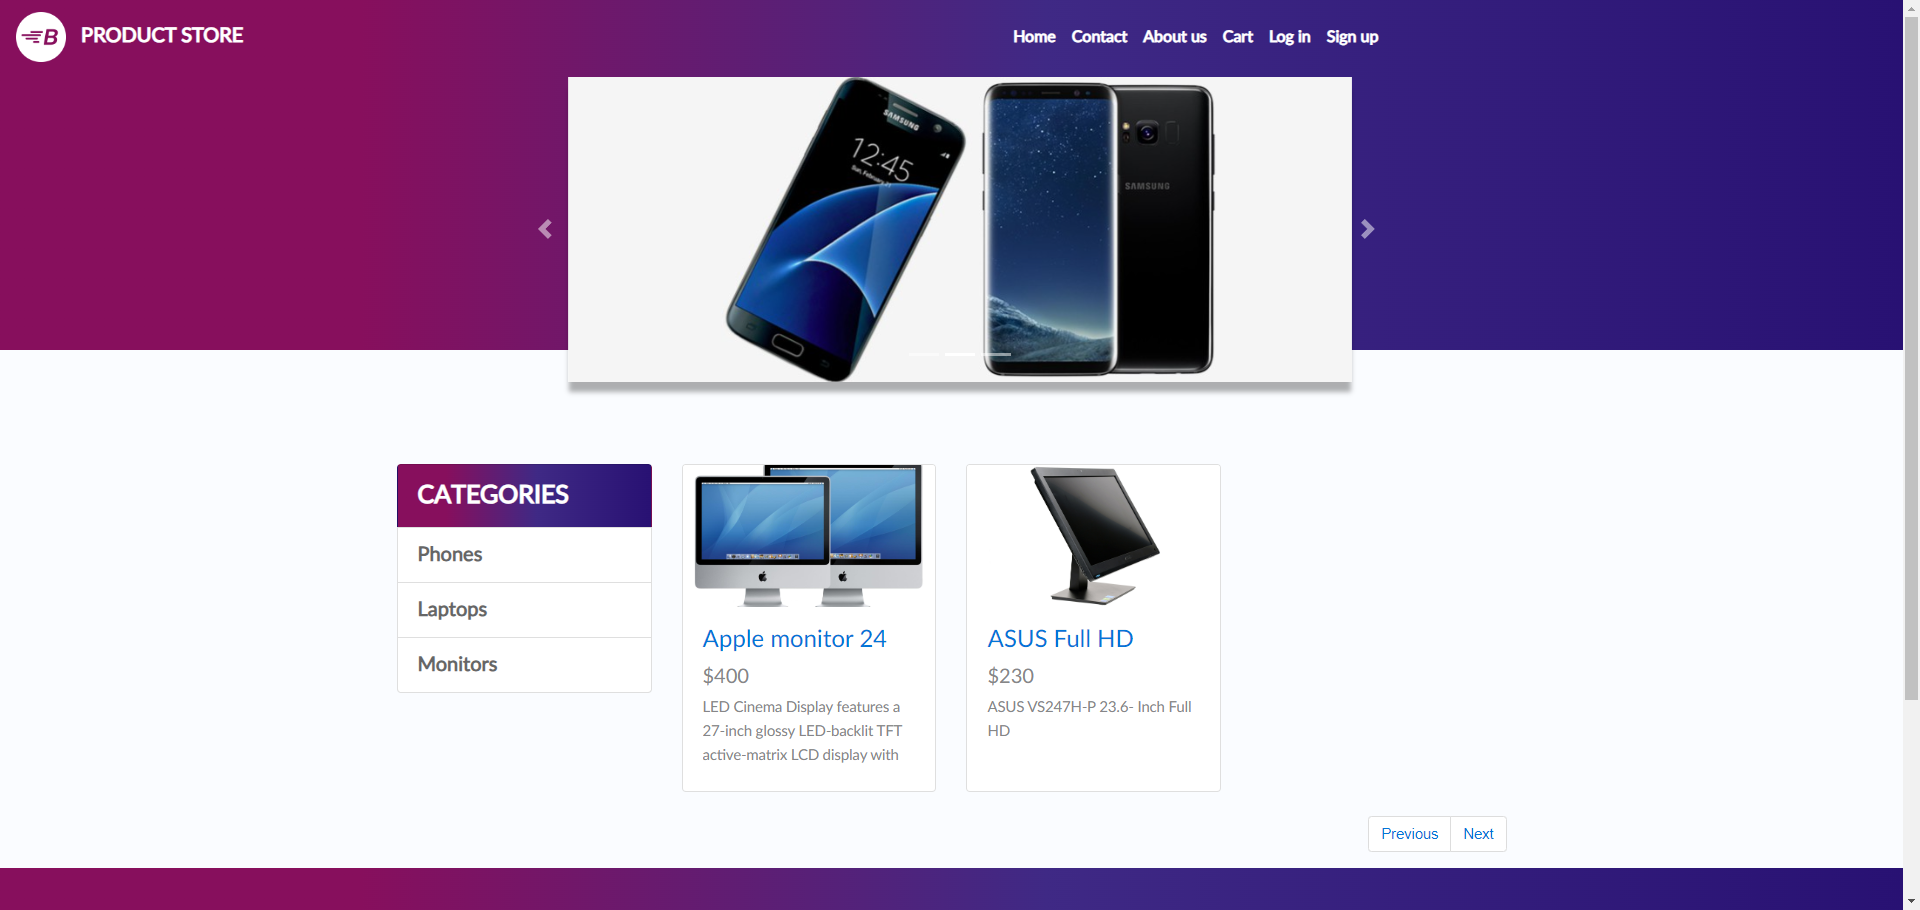 B PRODUCT STORE
Home Contact About us Cart Log in Sign up
SAMSUNG
12:45
SAMSUNG
CATEGORIES
Phones
Laptops
Monitors
Apple monitor 24
$400
LED Cinema Display features a
27-inch glossy LED-backlit TFT
active-matrix LCD display with
ASUS Full HD
$230
ASUS VS247H-P 23.6- Inch Full
HD
Previous Next